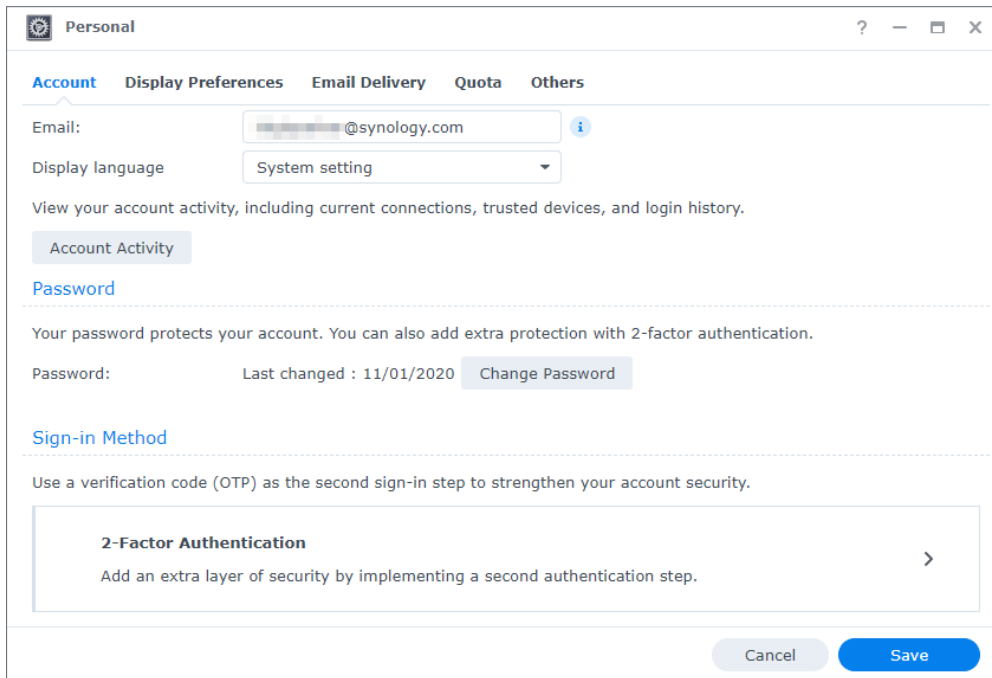 Personal
Account Display Preferences Email Delivery Quota Others
Email: @synology.com
Display language System setting
View your account activity, including current connections, trusted devices, and login history.
Account Activity
Password
Your password protects your account. You can also add extra protection with 2-factor authentication.
Password: Last changed : 11/01/2020 Change Password
Sign-in Method
Use a verification code (OTP) as the second sign-in step to strengthen your account security.
2-Factor Authentication
Add an extra layer of security by implementing a second authentication step.
Cancel Save